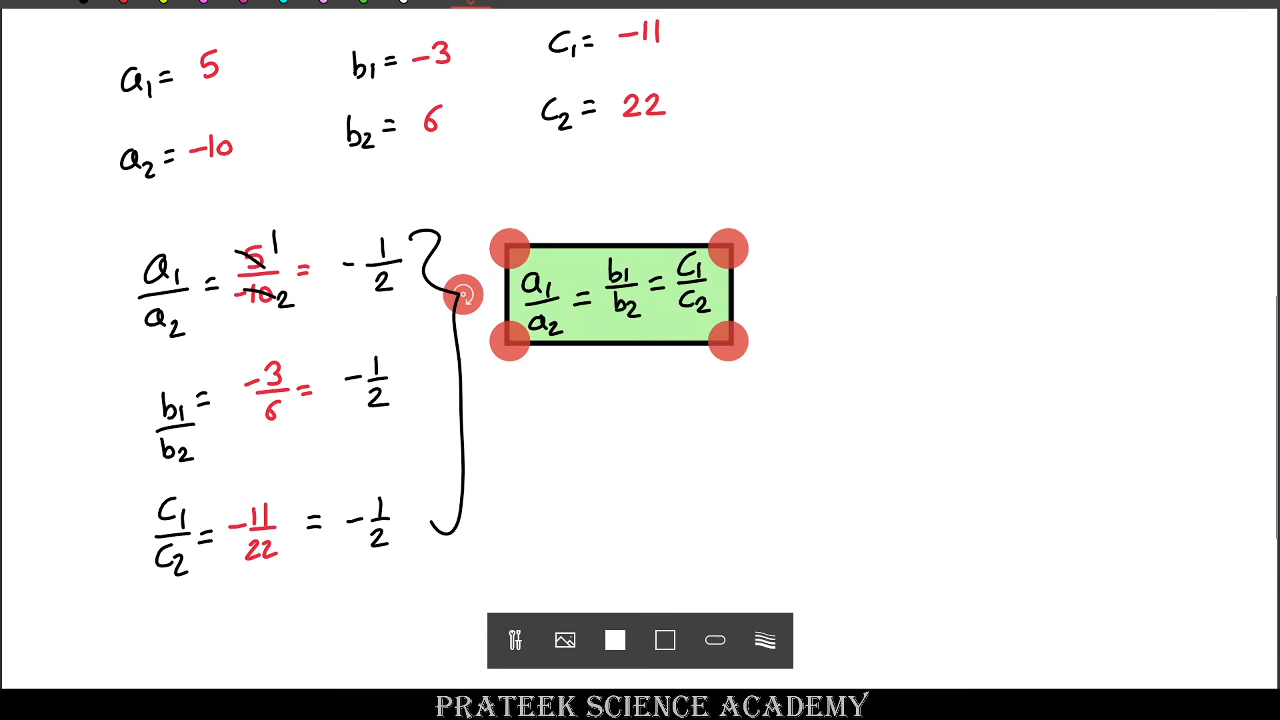 a₁ = 5 b₁ = -3 c₁ = -11
a₂ = -10 b₂ = 6 c₂ = 22
a₁/a₂ = 5/-10 1 2 = -1/2
a₁/a₂ = b₁/b₂ = c₁/c₂
b₁/b₂ = -3/6 = -1/2
c₁/c₂ = -11/22 = -1/2
PRATEEK SCIENCE ACADEMY